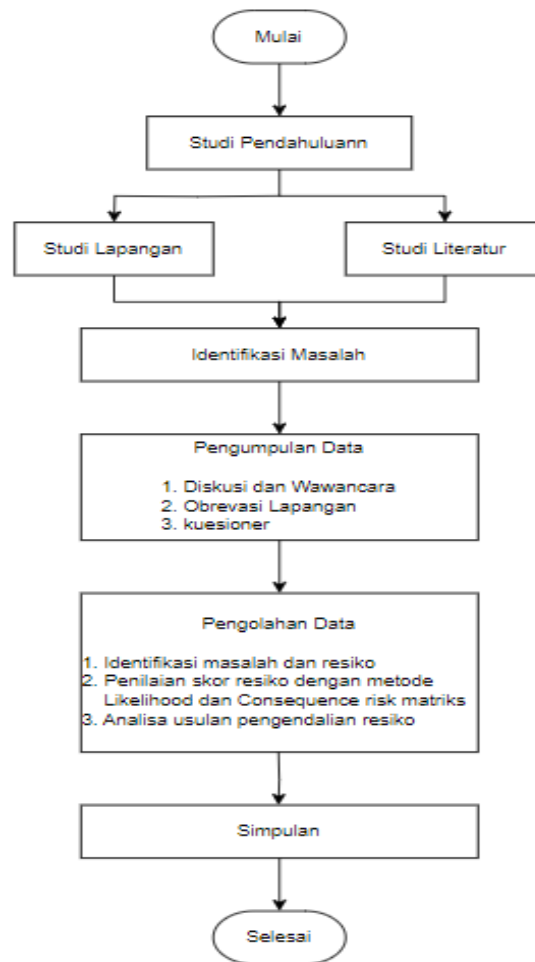 Mulai
Studi Pendahuluann
Studi Lapangan
Studi Literatur
Identifikasi Masalah
Pengumpulan Data
1. Diskusi dan Wawancara
2. Obrevasi Lapangan
3. kuesioner
Pengolahan Data
1. Identifikasi masalah dan resiko
2. Penilaian skor resiko dengan metode
Likelihood dan Consequence risk matriks
3. Analisa usulan pengendalian resiko
Simpulan
Selesai